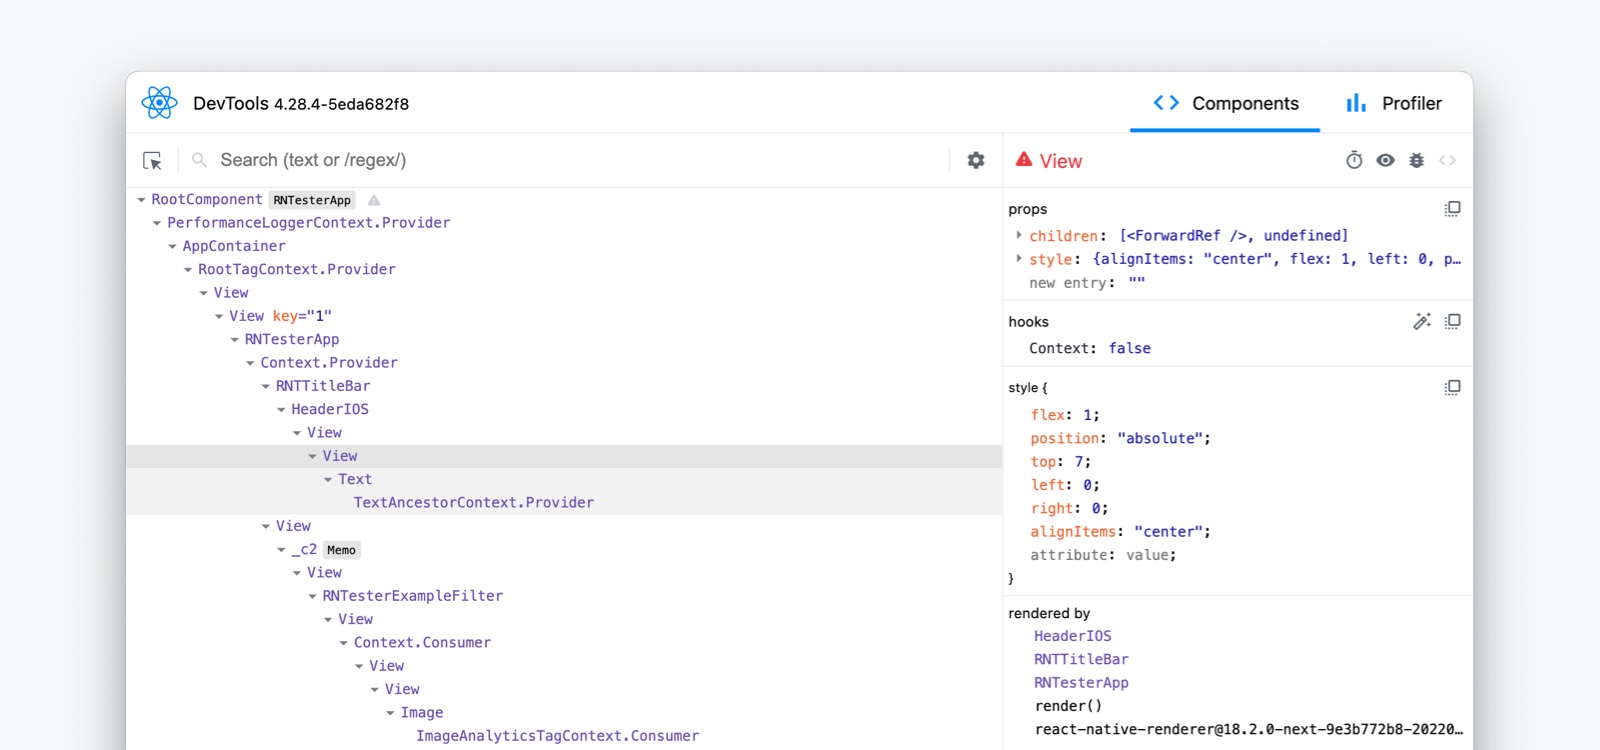 DevTools 4.28.4-5eda682f8
Components
Profiler
Search (text or /regex/)
RootComponent RNTesterApp
PerformanceLoggerContext.Provider
AppContainer
RootTagContext.Provider
View
View key="1"
RNTesterApp
Context.Provider
RNTTitleBar
HeaderIOS
View
View
Text
TextAncestorContext.Provider
View
_c2 Memo
View
RNTesterExampleFilter
View
Context.Consumer
View
View
Image
ImageAnalyticsTagContext.Consumer
View
props
children: [<ForwardRef />, undefined]
style: {alignItems: "center", flex: 1, left: 0, p…
new entry: ""
hooks
Context: false
style {
flex: 1;
position: "absolute";
top: 7;
left: 0;
right: 0;
alignItems: "center";
attribute: value;
}
rendered by
HeaderIOS
RNTTitleBar
RNTesterApp
render()
react-native-renderer@18.2.0-next-9e3b772b8-20220…